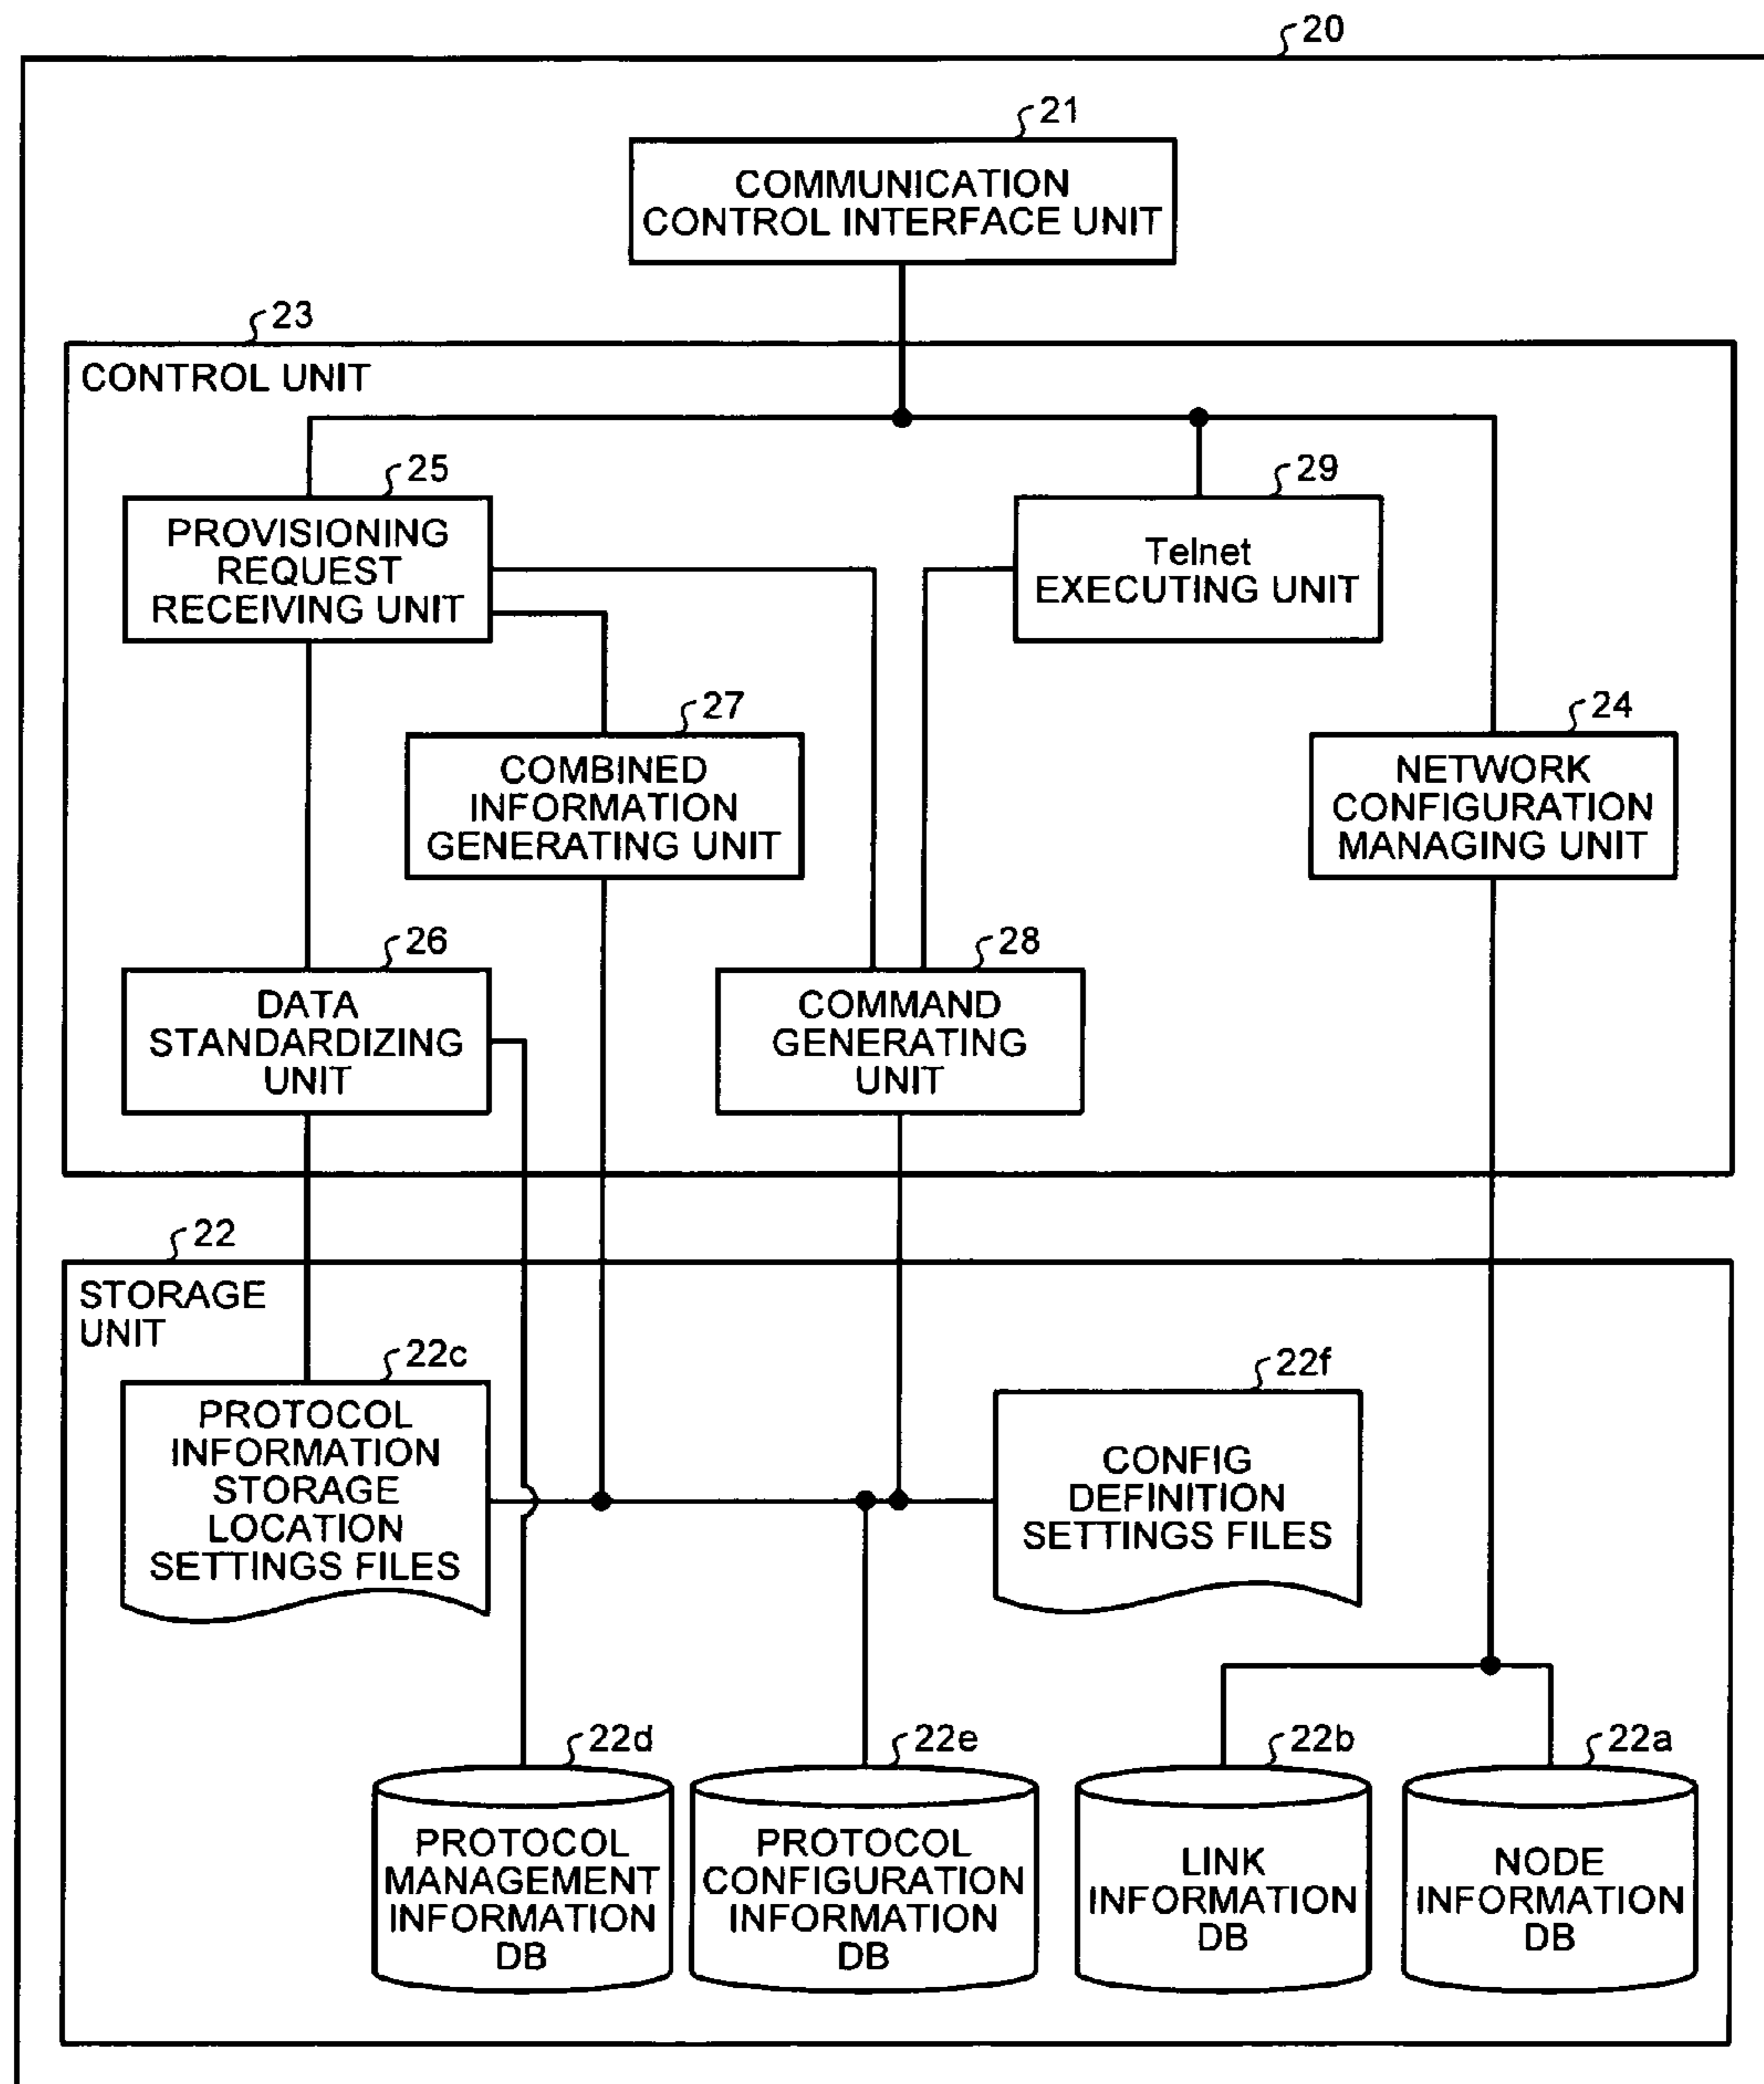 20
21
COMMUNICATION
CONTROL INTERFACE UNIT
23
CONTROL UNIT
25
PROVISIONING
REQUEST
RECEIVING UNIT
29
Telnet
EXECUTING UNIT
27
COMBINED
INFORMATION
GENERATING UNIT
24
NETWORK
CONFIGURATION
MANAGING UNIT
26
DATA
STANDARDIZING
UNIT
28
COMMAND
GENERATING
UNIT
22
STORAGE
UNIT
22c
PROTOCOL
INFORMATION
STORAGE
LOCATION
SETTINGS FILES
22f
CONFIG
DEFINITION
SETTINGS FILES
22d
PROTOCOL
MANAGEMENT
INFORMATION
DB
22e
PROTOCOL
CONFIGURATION
INFORMATION
DB
22b
LINK
INFORMATION
DB
22a
NODE
INFORMATION
DB